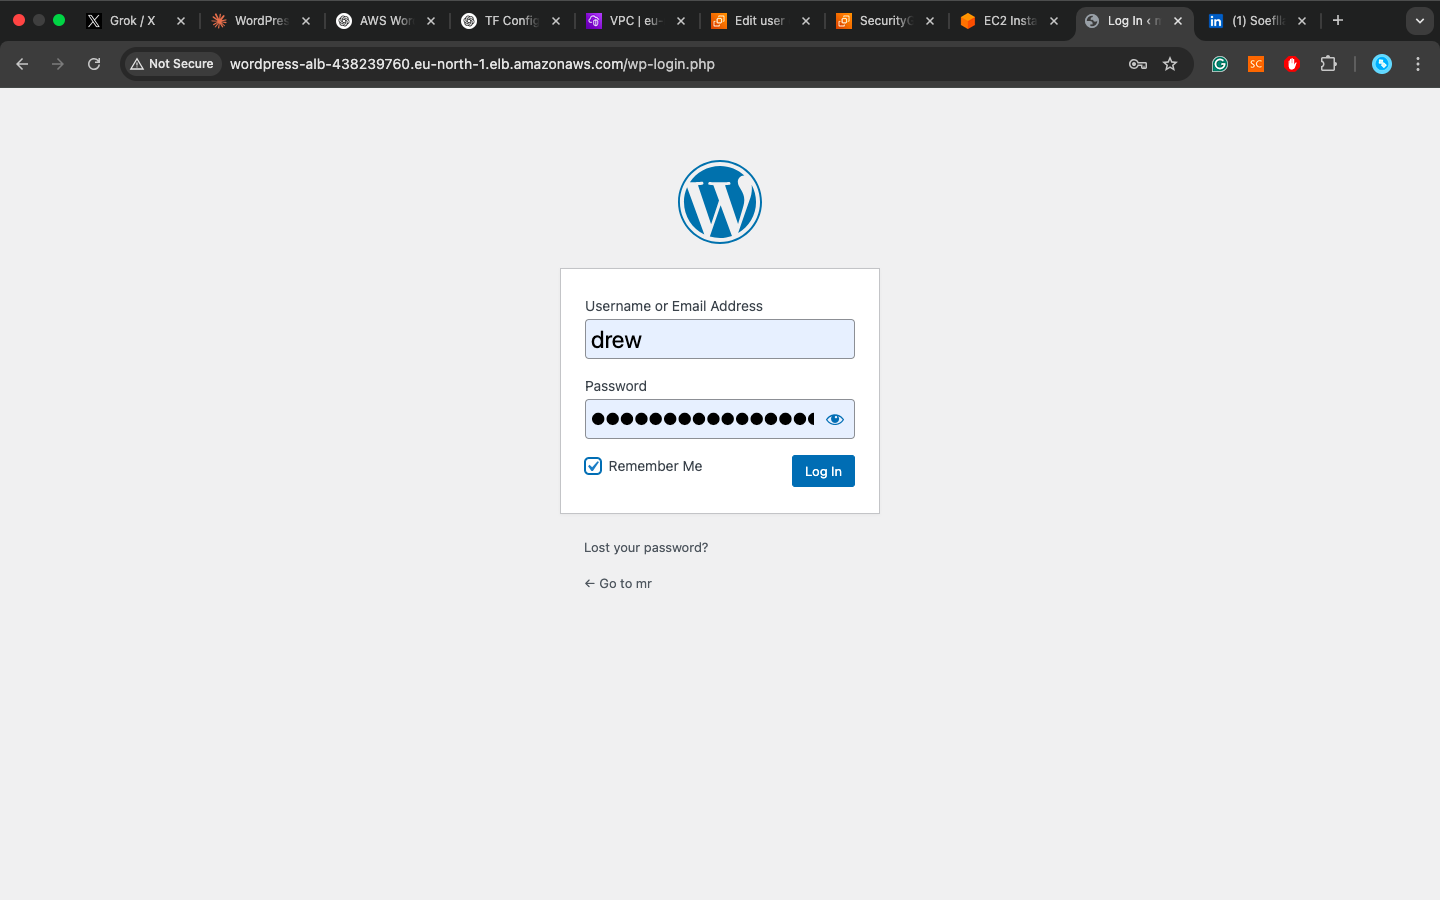 Grok / X
WordPres
AWS Wor
TF Config
VPC | eu-
Edit user
SecurityG
EC2 Insta
Log In ‹ m
(1) Soefll
Not Secure
wordpress-alb-438239760.eu-north-1.elb.amazonaws.com/wp-login.php
Username or Email Address
drew
Password
Remember Me
Log In
Lost your password?
← Go to mr